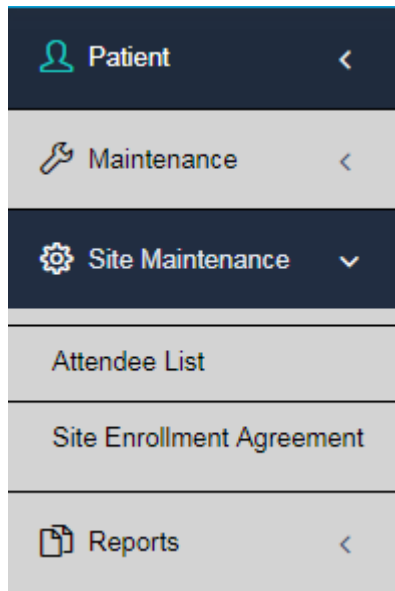 Patient
Maintenance
Site Maintenance
Attendee List
Site Enrollment Agreement
Reports